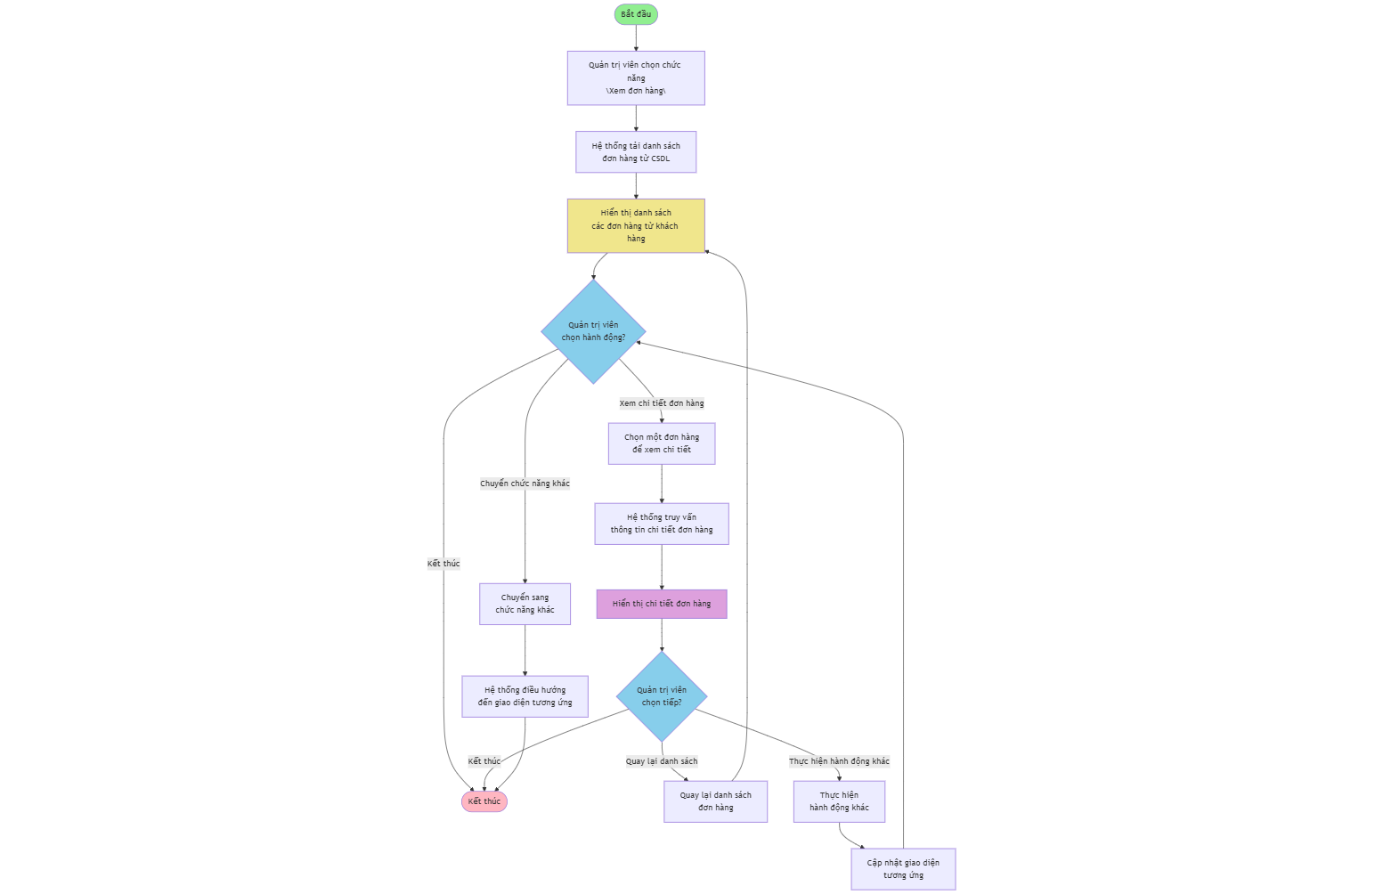 Bắt đầu
Quản trị viên chọn chức
năng
\Xem đơn hàng\
Hệ thống tải danh sách
đơn hàng từ CSDL
Hiển thị danh sách
các đơn hàng từ khách
hàng
Quản trị viên
chọn hành động?
Xem chi tiết đơn hàng
Chọn một đơn hàng
để xem chi tiết
Chuyển chức năng khác
Hệ thống truy vấn
thông tin chi tiết đơn hàng
Kết thúc
Chuyển sang
chức năng khác
Hiển thị chi tiết đơn hàng
Hệ thống điều hướng
đến giao diện tương ứng
Quản trị viên
chọn tiếp?
Kết thúc
Quay lại danh sách
Thực hiện hành động khác
Kết thúc
Quay lại danh sách
đơn hàng
Thực hiện
hành động khác
Cập nhật giao diện
tương ứng